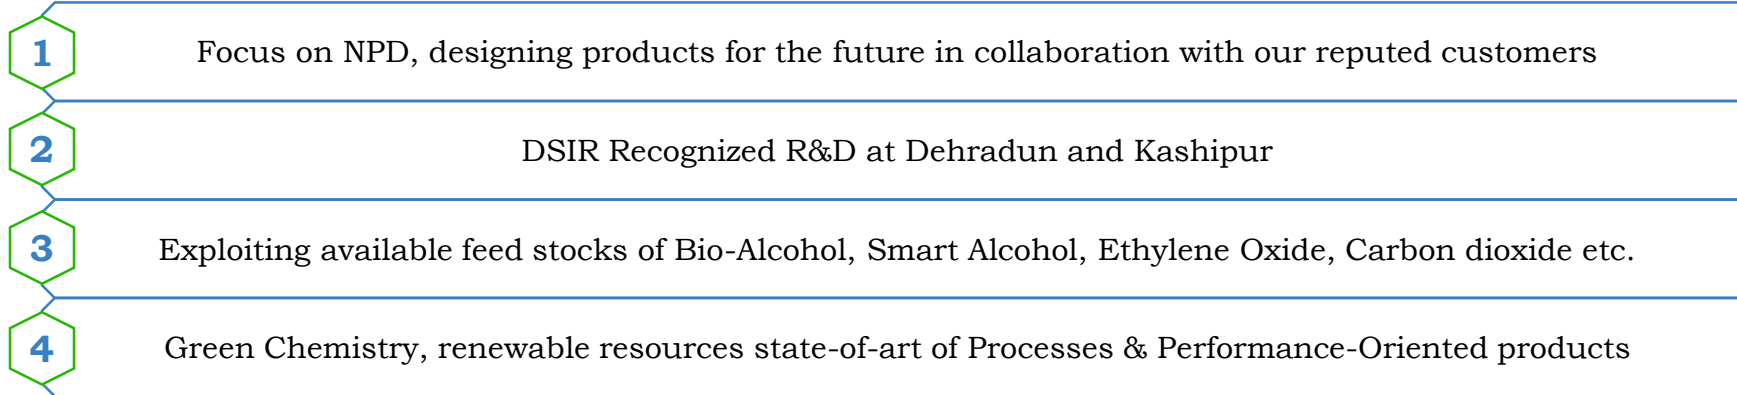 1
Focus on NPD, designing products for the future in collaboration with our reputed customers
2
DSIR Recognized R&D at Dehradun and Kashipur
3
Exploiting available feed stocks of Bio-Alcohol, Smart Alcohol, Ethylene Oxide, Carbon dioxide etc.
4
Green Chemistry, renewable resources state-of-art of Processes & Performance-Oriented products